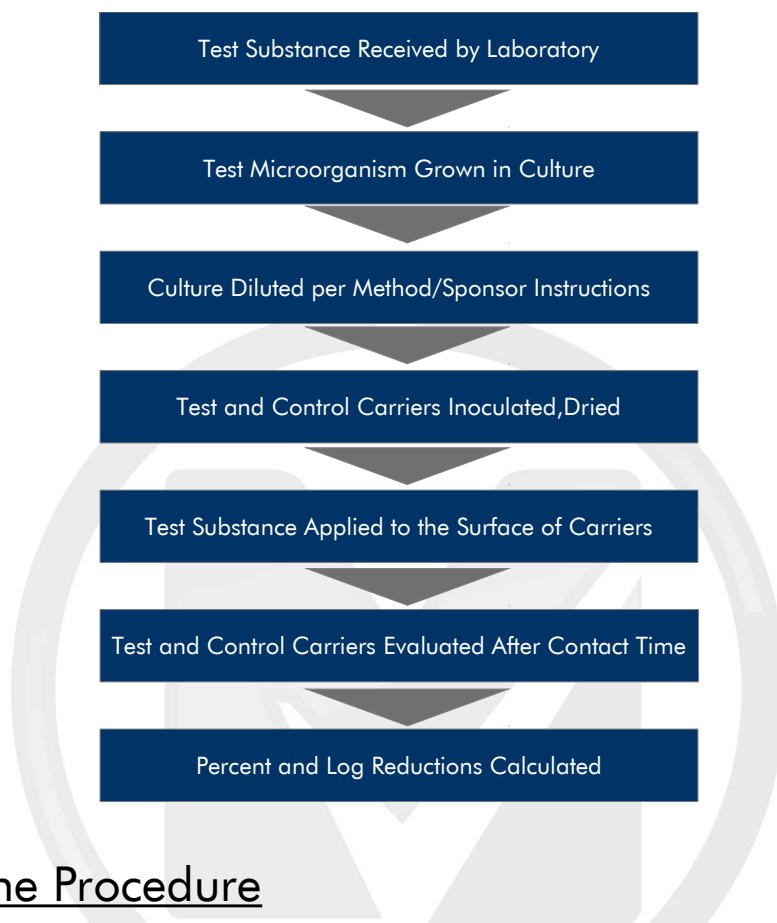 Test Substance Received by Laboratory
Test Microorganism Grown in Culture
Culture Diluted per Method/Sponsor Instructions
Test and Control Carriers Inoculated,Dried
Test Substance Applied to the Surface of Carriers
Test and Control Carriers Evaluated After Contact Time
Percent and Log Reductions Calculated
Procedure